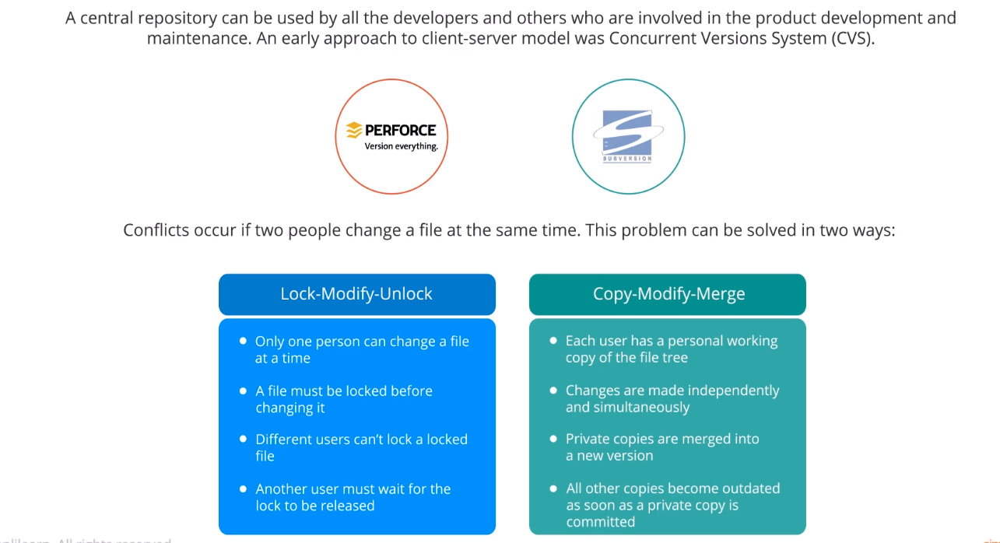 A central repository can be used by all the developers and others who are involved in the product development and
maintenance. An early approach to client-server model was Concurrent Versions System (CVS).
PERFORCE
Version everything.
SUBVERSION
Conflicts occur if two people change a file at the same time. This problem can be solved in two ways:
Lock-Modify-Unlock
● Only one person can change a file
at a time
● A file must be locked before
changing it
● Different users can’t lock a locked
file
● Another user must wait for the
lock to be released
Copy-Modify-Merge
● Each user has a personal working
copy of the file tree
● Changes are made independently
and simultaneously
● Private copies are merged into
a new version
● All other copies become outdated
as soon as a private copy is
committed
All rights reserved